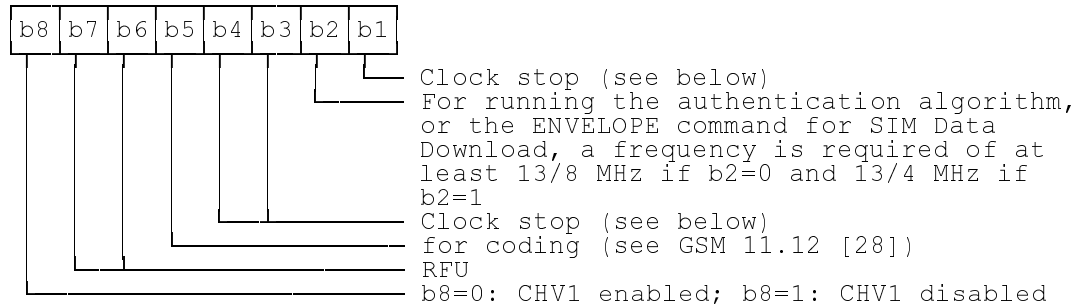 b8 b7 b6 b5 b4 b3 b2 b1
Clock stop (see below)
For running the authentication algorithm,
or the ENVELOPE command for SIM Data
Download, a frequency is required of at
least 13/8 MHz if b2=0 and 13/4 MHz if
b2=1
Clock stop (see below)
for coding (see GSM 11.12 [28])
RFU
b8=0: CHV1 enabled; b8=1: CHV1 disabled